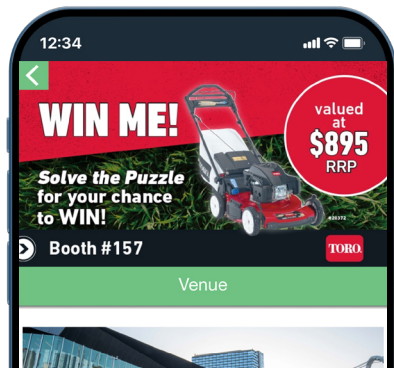 12:34
WIN ME!
valued
at
$895
RRP
Solve the Puzzle
for your chance
to WIN!
#20372
Booth #157
TORO.
Venue